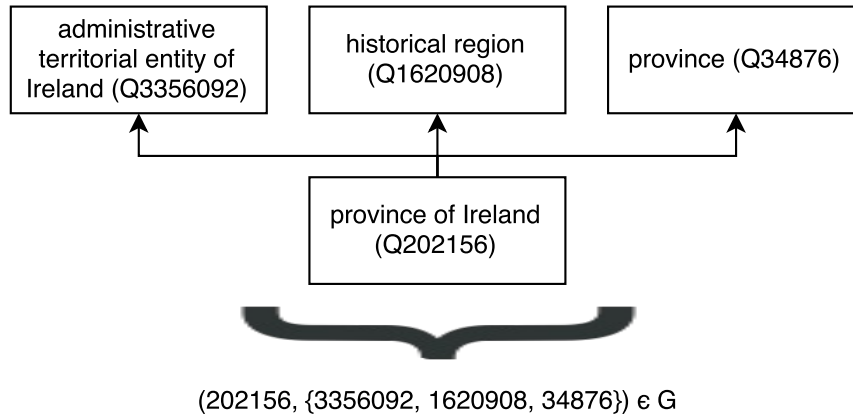 administrative
territorial entity of
Ireland (Q3356092)
historical region
(Q1620908)
province (Q34876)
province of Ireland
(Q202156)
(202156, {3356092, 1620908, 34876}) є G